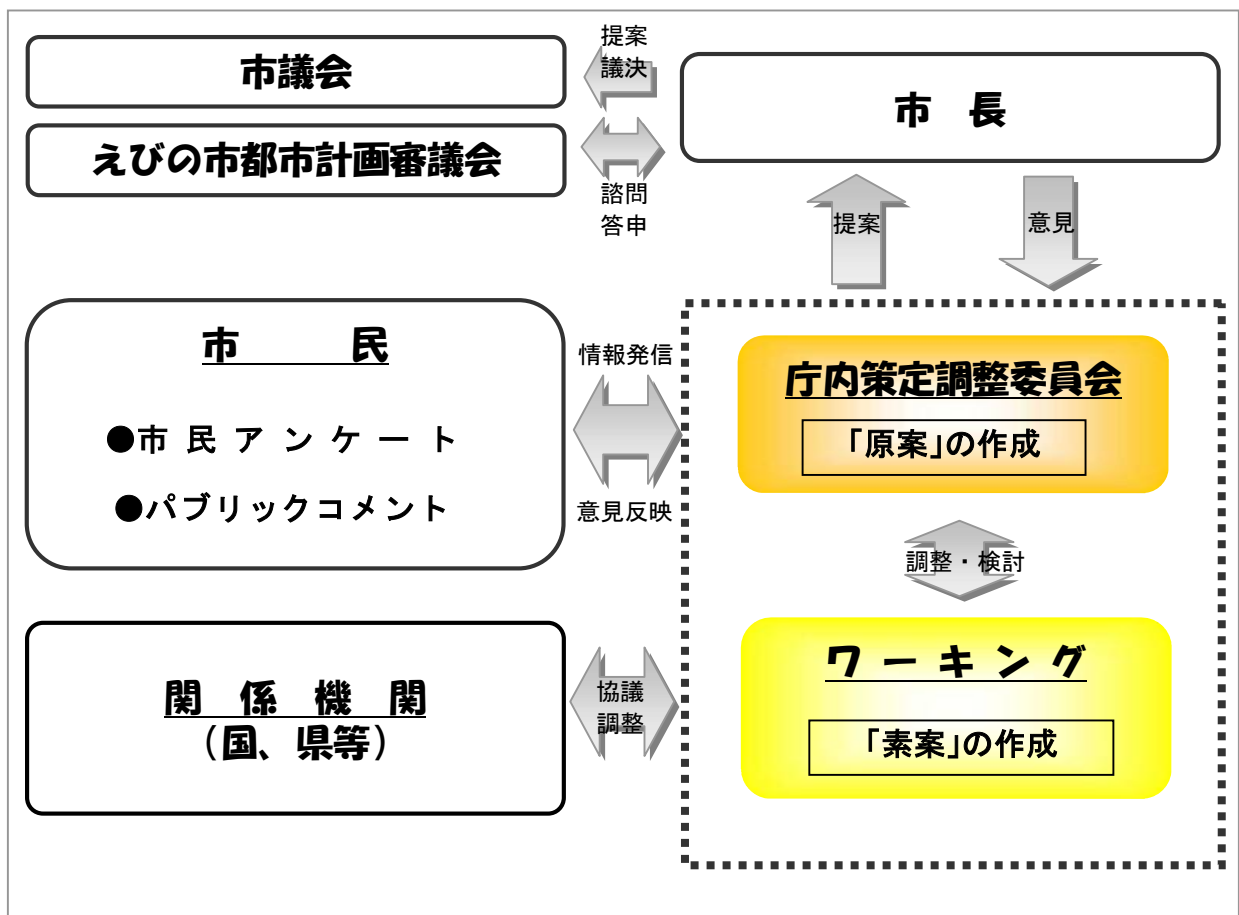 市議会
えびの市都市計画審議会
提案
議決
諮問
答申
市 長
提案
意見
市 民
●市 民 ア ン ケ ー ト
●パブリックコメント
情報発信
意見反映
庁内策定調整委員会
「原案」の作成
調整・検討
ワ ー キ ン グ
「素案」の作成
関 係 機 関
（国、県等）
協議
調整